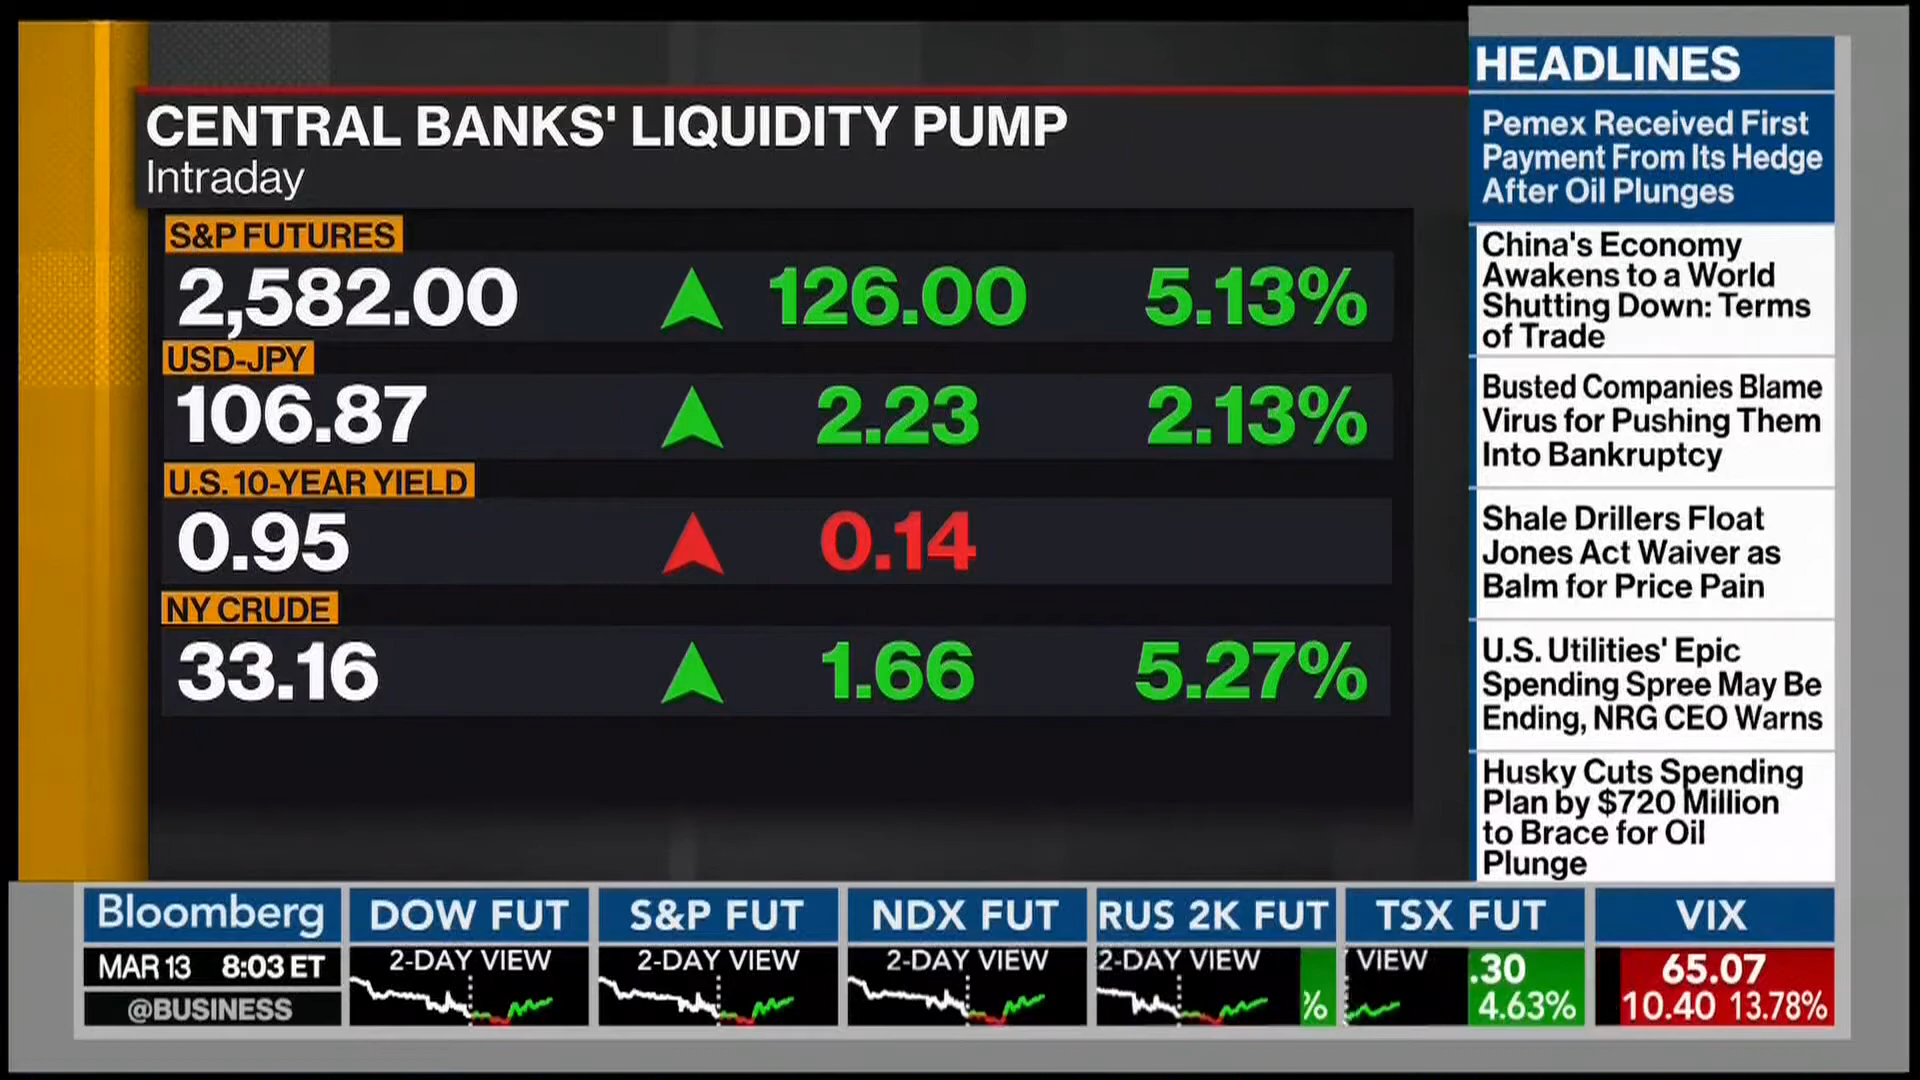 CENTRAL BANKS' LIQUIDITY PUMP
Intraday
S&P FUTURES
2,582.00 126.00 5.13%
USD-JPY
106.87 2.23 2.13%
U.S. 10-YEAR YIELD
0.95 0.14
NY CRUDE
33.16 1.66 5.27%
HEADLINES
Pemex Received First
Payment From Its Hedge
After Oil Plunges
China's Economy
Awakens to a World
Shutting Down: Terms
of Trade
Busted Companies Blame
Virus for Pushing Them
Into Bankruptcy
Shale Drillers Float
Jones Act Waiver as
Balm for Price Pain
U.S. Utilities' Epic
Spending Spree May Be
Ending, NRG CEO Warns
Husky Cuts Spending
Plan by $720 Million
to Brace for Oil
Plunge
Bloomberg
MAR 13 8:03 ET
@BUSINESS
DOW FUT
2-DAY VIEW
S&P FUT
2-DAY VIEW
NDX FUT
2-DAY VIEW
RUS 2K FUT
2-DAY VIEW
%
TSX FUT
VIEW
.30
4.63%
VIX
65.07
10.40 13.78%